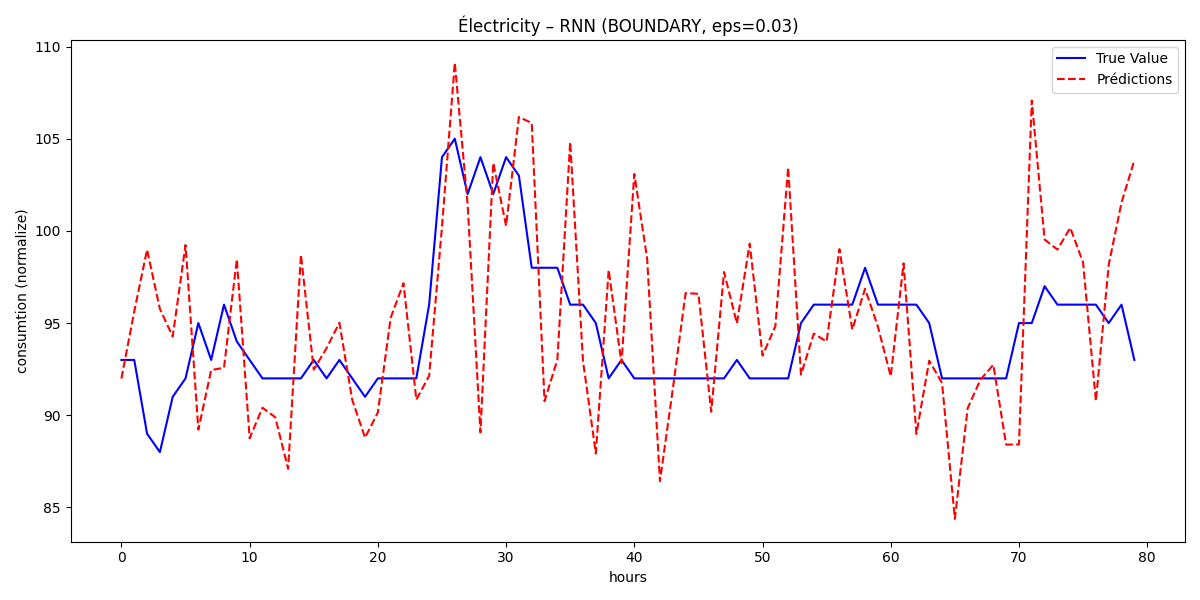 Électricity – RNN (BOUNDARY, eps=0.03)
True Value
Prédictions
consumtion (normalize)
110
105
100
95
90
85
0 10 20 30 40 50 60 70 80
hours